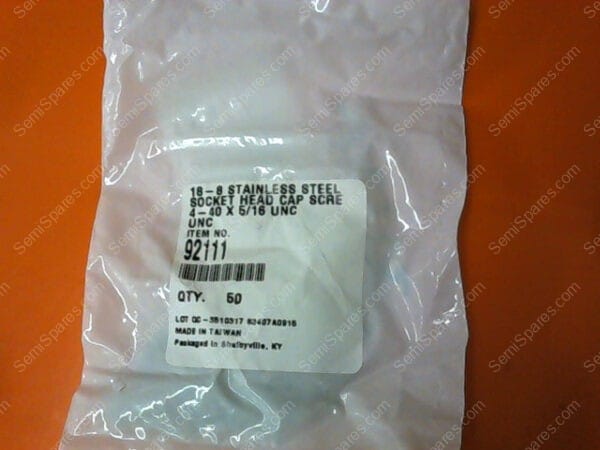 18-8 STAINLESS STEEL
SOCKET HEAD CAP SCRE
4-40 X 5/16 UNC
UNC
ITEM NO.
92111
QTY. 50
MADE IN TAIWAN
Packaged in Shelbyville, KY
SemiSpares.com